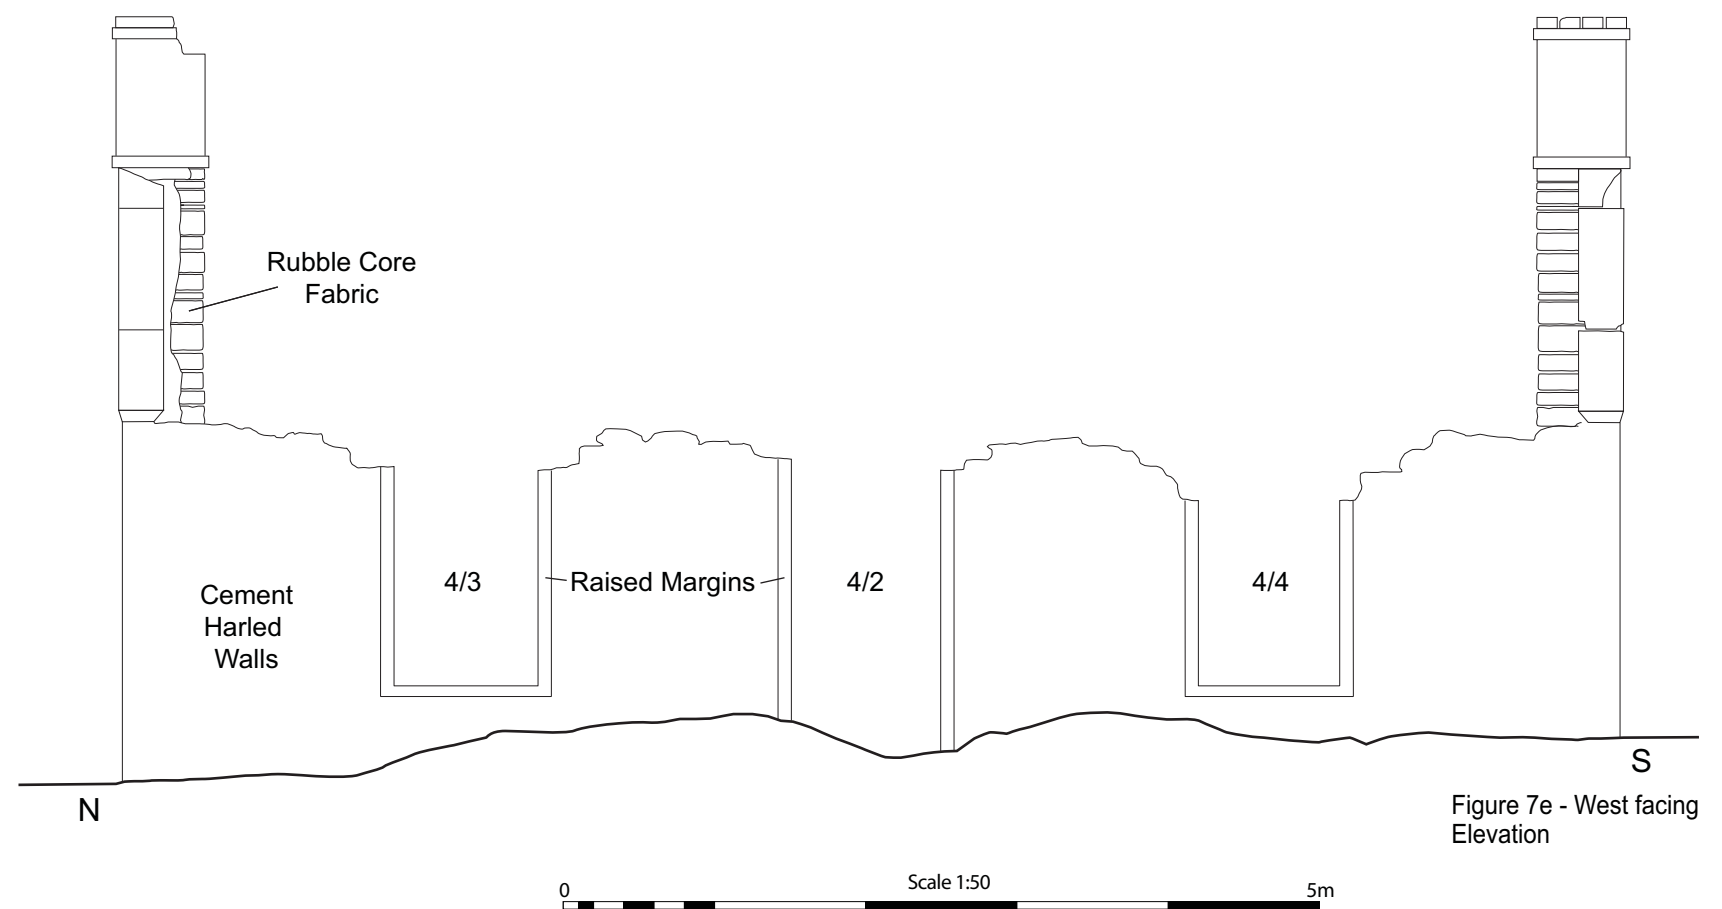 Rubble Core
Fabric
Cement
Harled
Walls
4/3
Raised Margins
4/2
4/4
N
S
Figure 7e - West facing
Elevation
Scale 1:50
0
5m